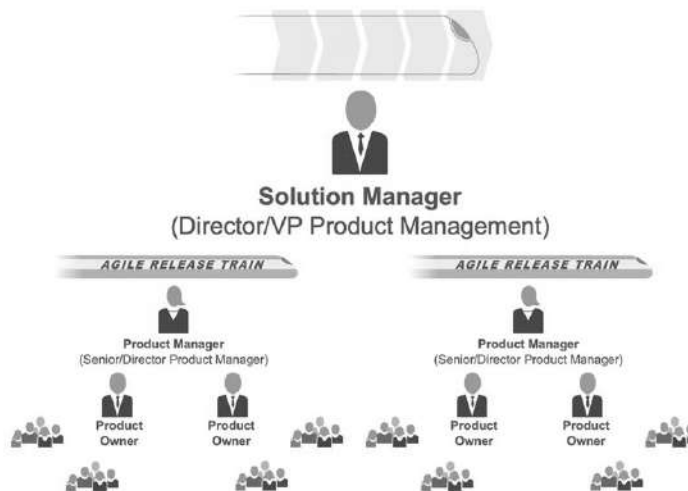 Solution Manager
(Director/VP Product Management)
AGILE RELEASE TRAIN
AGILE RELEASE TRAIN
Product Manager
(Senior/Director Product Manager)
Product Manager
(Senior/Director Product Manager)
Product
Owner
Product
Owner
Product
Owner
Product
Owner